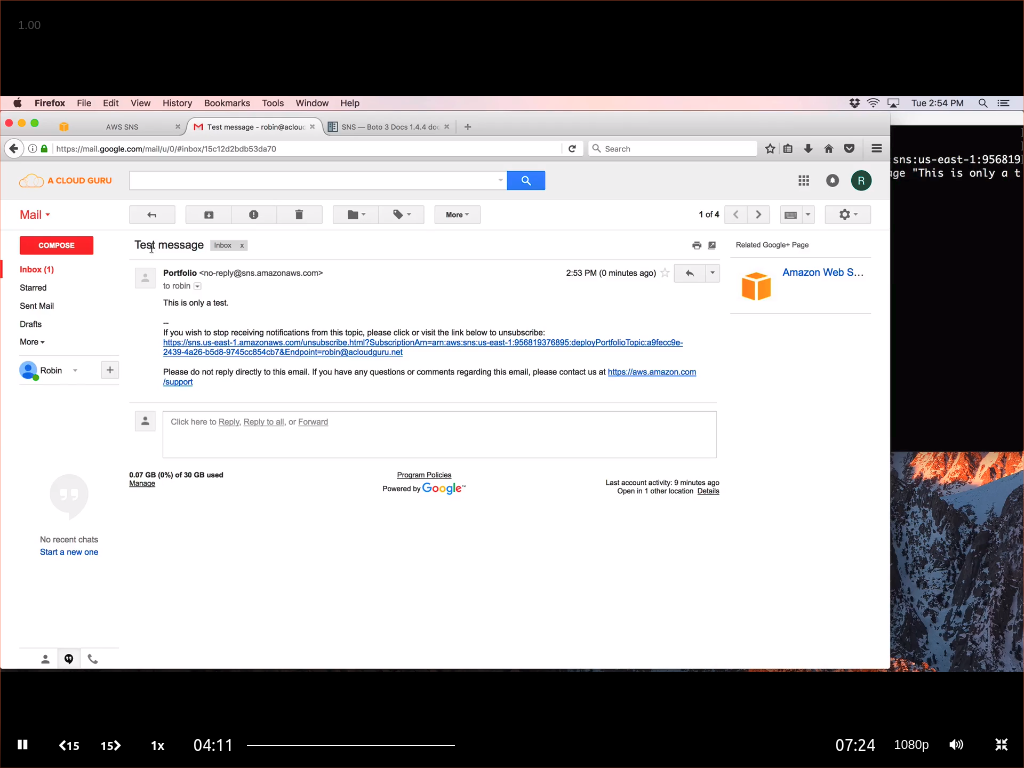 1.00
Firefox File Edit View History Bookmarks Tools Window Help Tue 2:54 PM
AWS SNS × Test message - robin@aclou × SNS — Boto 3 Docs 1.4.4 do × +
https://mail.google.com/mail/u/0/#inbox/15c12d2bdb53da70 Search
sns:us-east-1:956819
age "This is only a t
A CLOUD GURU R
Mail More 1 of 4
COMPOSE
Test message Inbox x
Related Google+ Page
Inbox (1)
Starred
Sent Mail
Drafts
More
Robin +
Portfolio <no-reply@sns.amazonaws.com> 2:53 PM (0 minutes ago)
to robin
Amazon Web S...
This is only a test.
--
If you wish to stop receiving notifications from this topic, please click or visit the link below to unsubscribe:
https://sns.us-east-1.amazonaws.com/unsubscribe.html?SubscriptionArn=arn:aws:sns:us-east-1:956819376895:deployPortfolioTopic:a9fecc9e-
2439-4a26-b5d8-9745cc854cb7&Endpoint=robin@acloudguru.net
Please do not reply directly to this email. If you have any questions or comments regarding this email, please contact us at https://aws.amazon.com
/support
Click here to Reply, Reply to all, or Forward
0.07 GB (0%) of 30 GB used
Manage
Program Policies
Powered by Google™
Last account activity: 9 minutes ago
Open in 1 other location Details
No recent chats
Start a new one
15 15 1x 04:11 07:24 1080p